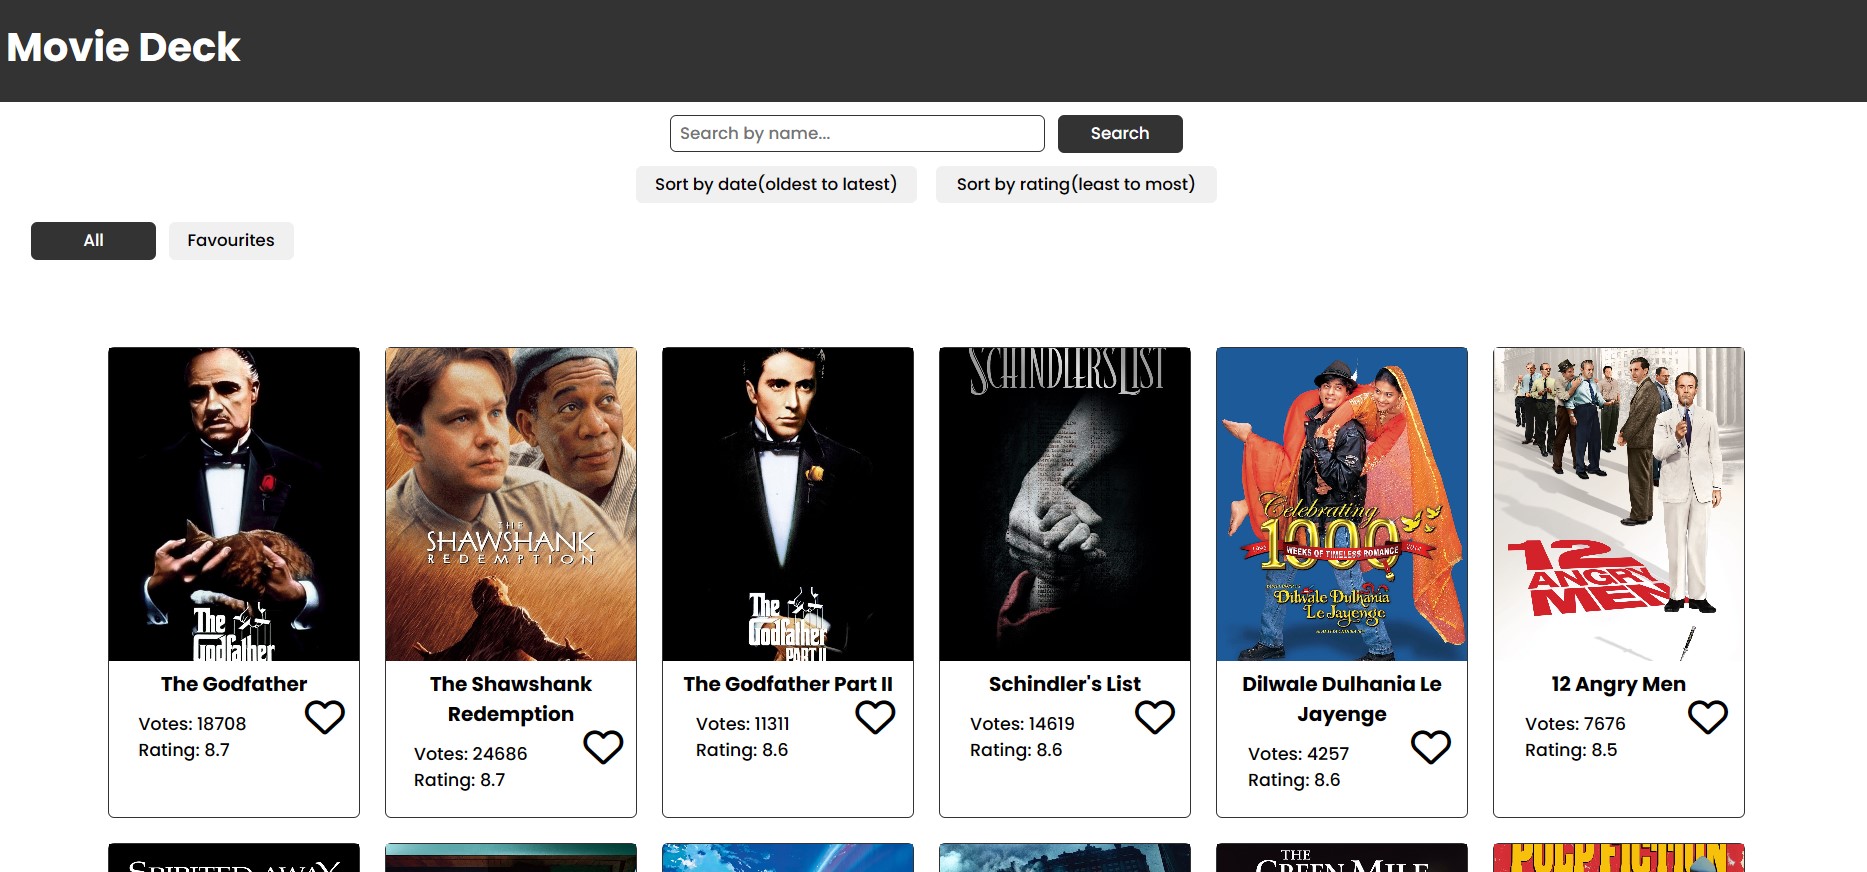 Movie Deck
Search by name...
Search
Sort by date(oldest to latest)
Sort by rating(least to most)
All
Favourites
The
Godfather
THE
SHAWSHANK
REDEMPTION
The
Godfather
PART II
SCHINDLER'S LIST
Celebrating
1000
1995 WEEKS OF TIMELESS ROMANCE 2014
Dilwale Dulhania
Le Jayenge
12
ANGRY
MEN
The Godfather
Votes: 18708
Rating: 8.7
The Shawshank
Redemption
Votes: 24686
Rating: 8.7
The Godfather Part II
Votes: 11311
Rating: 8.6
Schindler's List
Votes: 14619
Rating: 8.6
Dilwale Dulhania Le
Jayenge
Votes: 4257
Rating: 8.6
12 Angry Men
Votes: 7676
Rating: 8.5
SPIRITED AWAY
THE
GREEN MILE
PULP FICTION